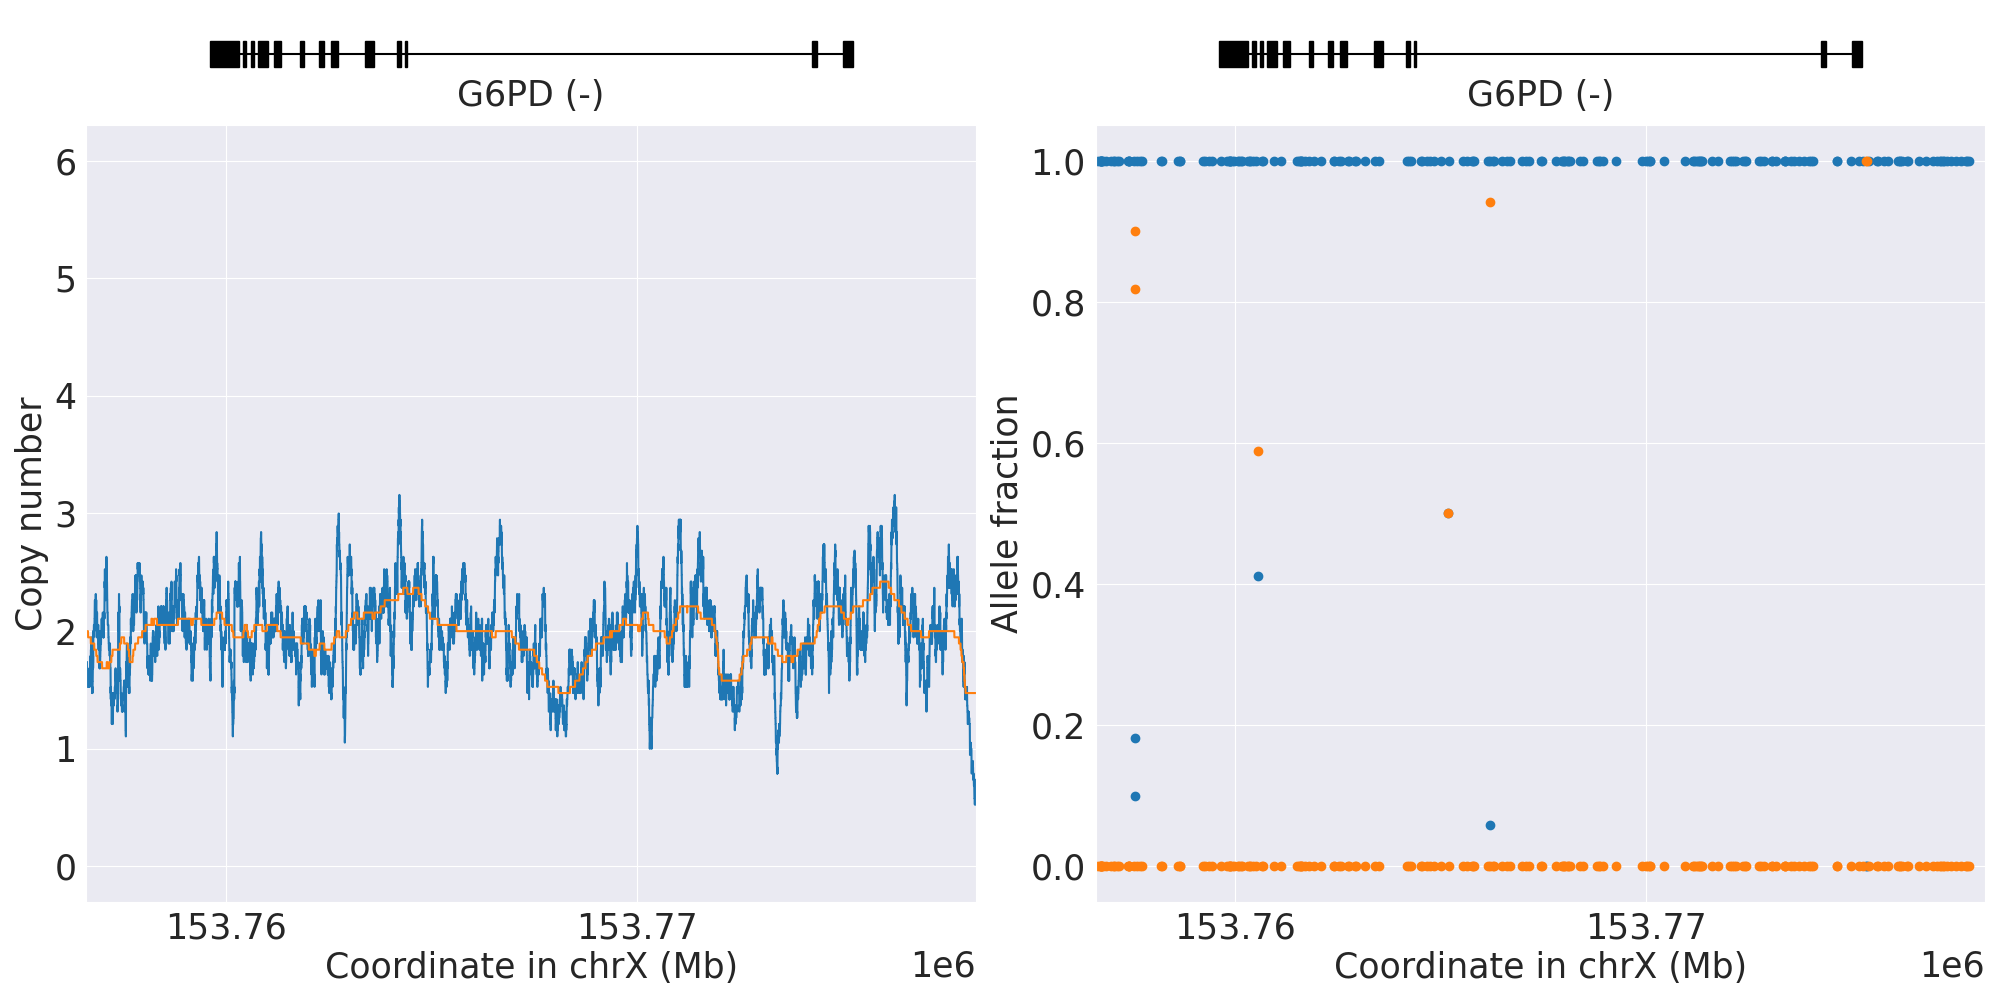 G6PD (-)
6
5
4
3
2
1
0
Copy number
153.76
153.77
Coordinate in chrX (Mb)
1e6
G6PD (-)
1.0
0.8
0.6
0.4
0.2
0.0
Allele fraction
153.76
153.77
Coordinate in chrX (Mb)
1e6